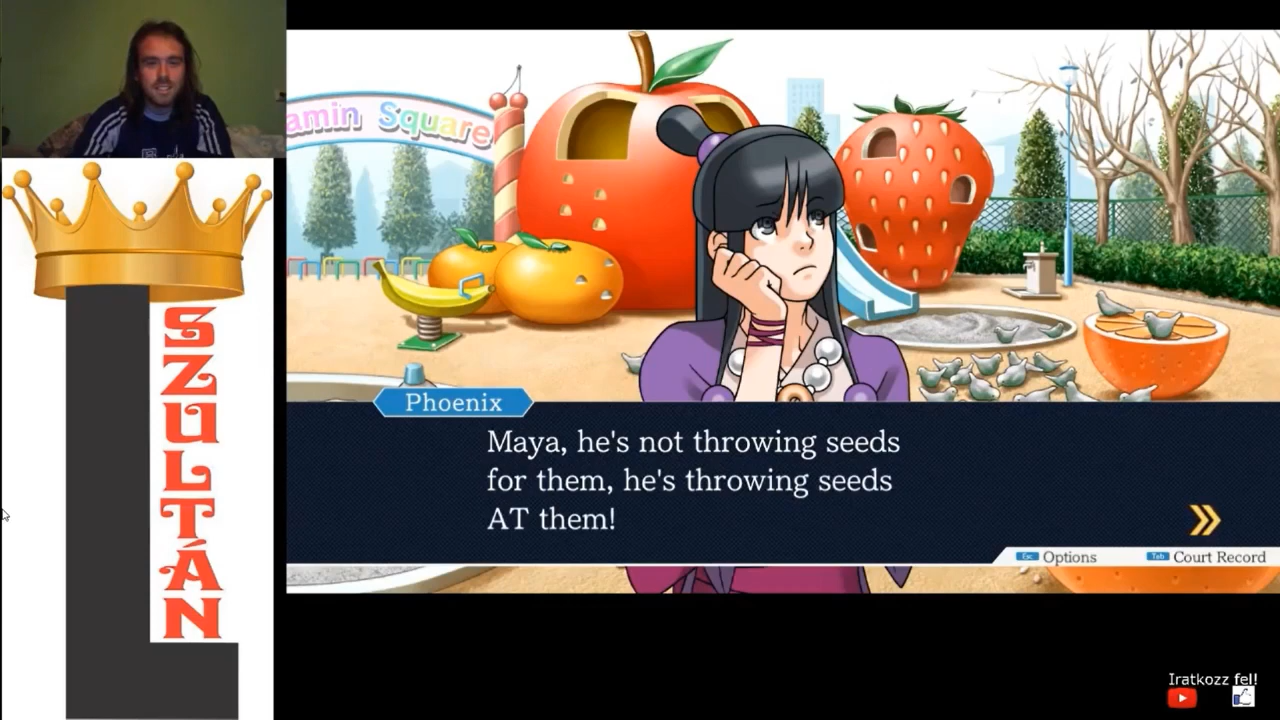 amin Square
L
SZULTÁN
Phoenix
Maya, he's not throwing seeds
for them, he's throwing seeds
AT them!
Esc Options Tab Court Record
Iratkozz fel!